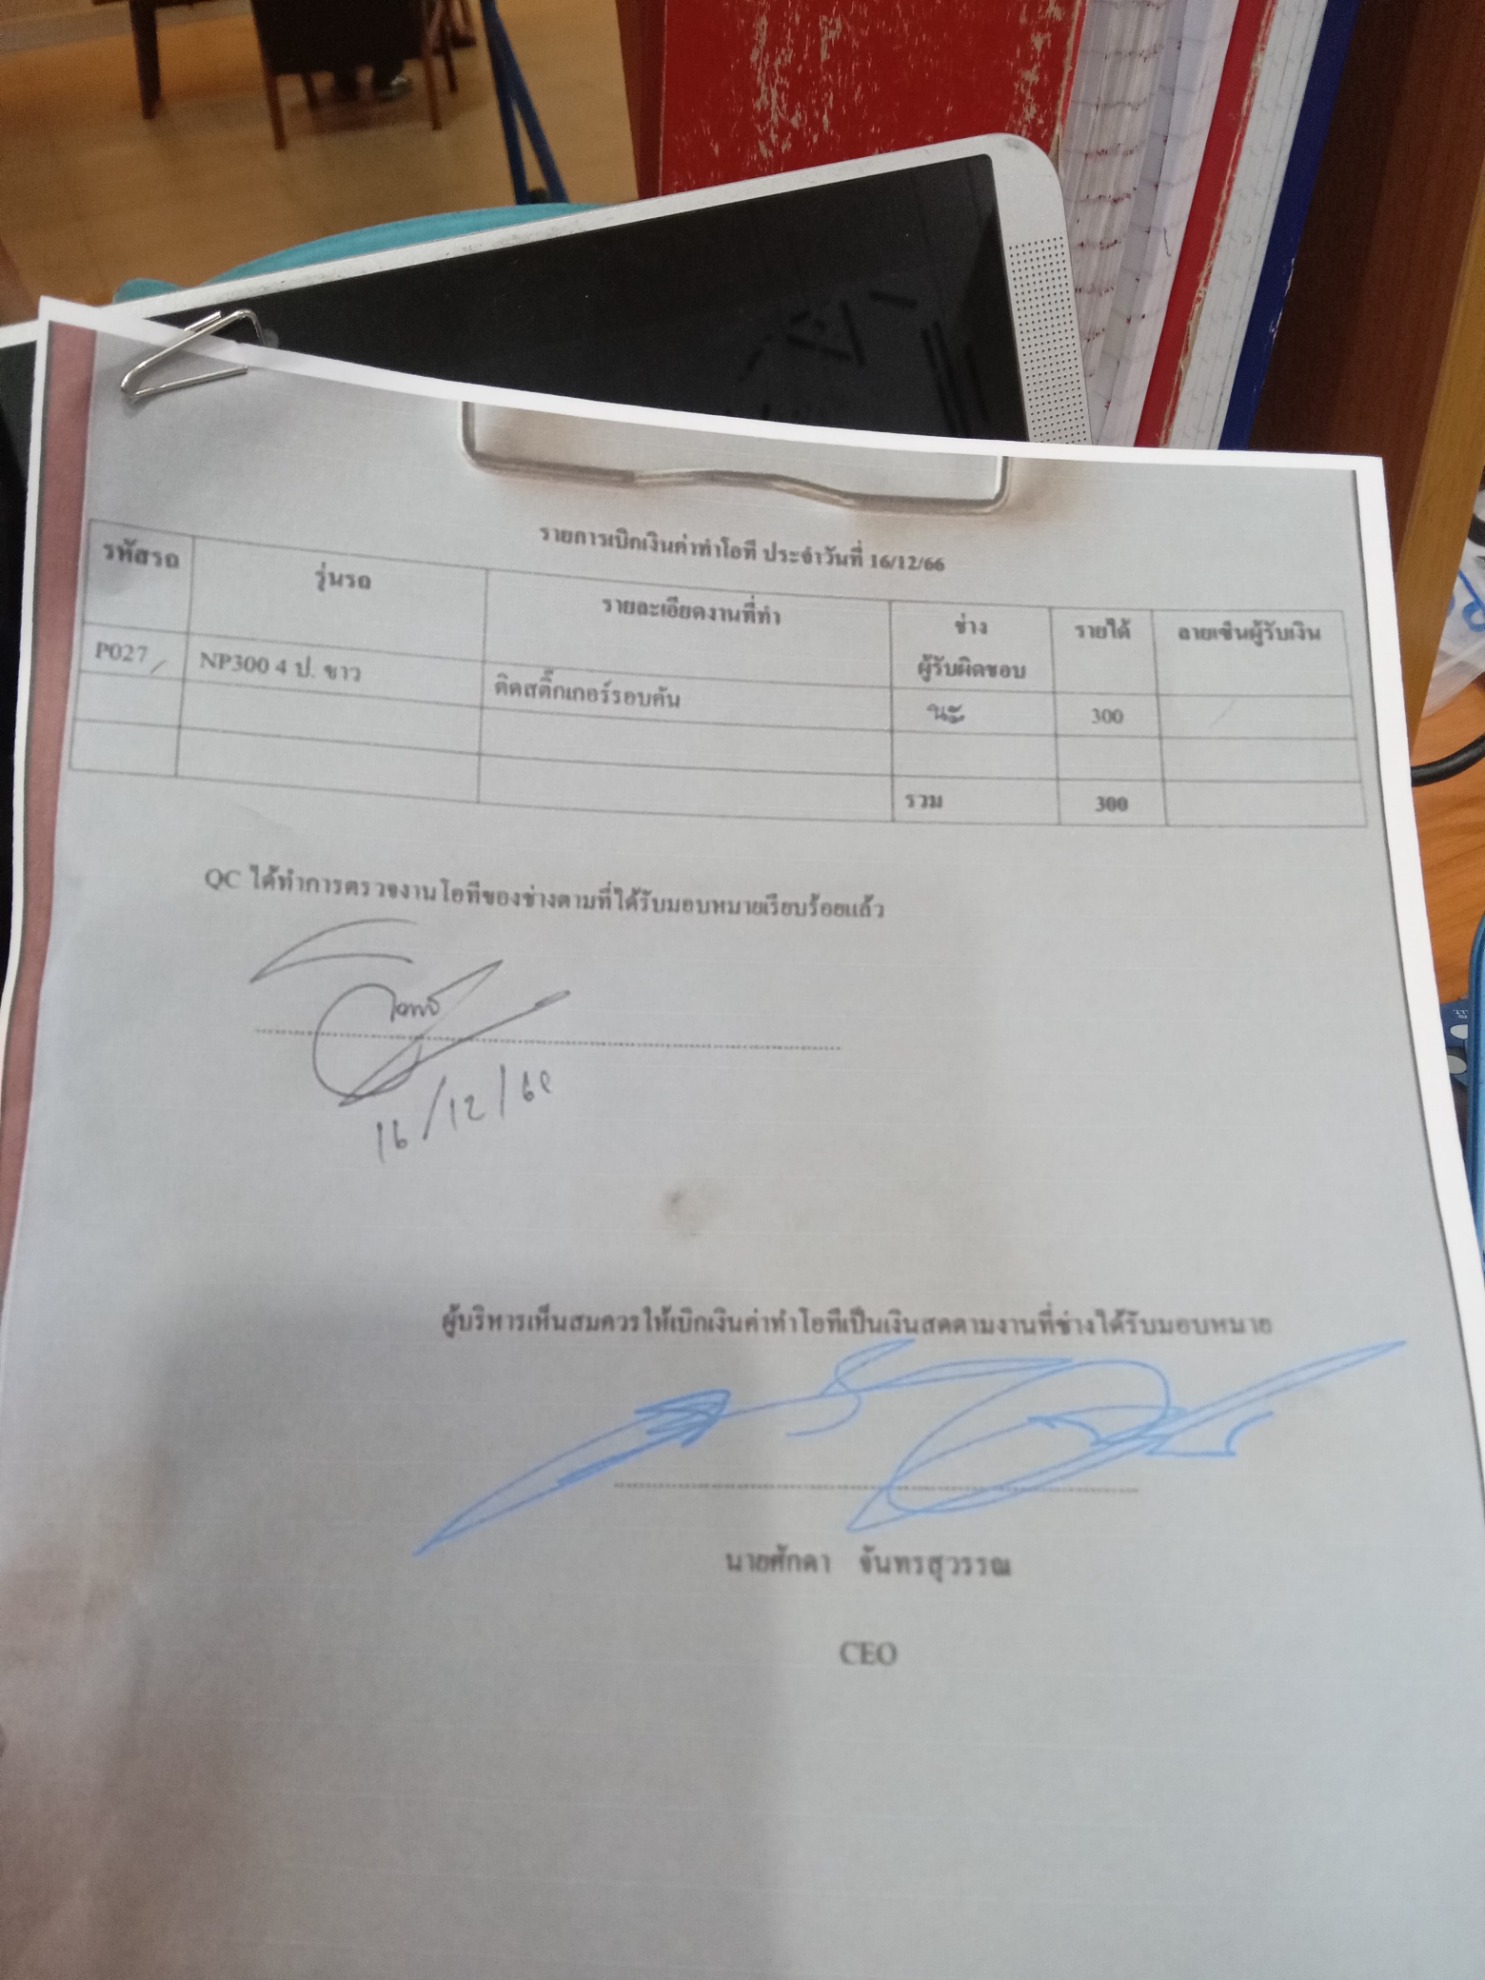 รายการเบิกเงินค่าทำโอที ประจำวันที่ 16/12/66
รหัสรถ รุ่นรถ รายละเอียดงานที่ทำ ช่าง ผู้รับผิดชอบ รายได้ ลายเซ็นผู้รับเงิน
P027 NP300 4 ป. ขาว ติดสติ๊กเกอร์รอบคัน นะ 300
รวม 300
QC ได้ทำการตรวจงานโอทีของช่างตามที่ได้รับมอบหมายเรียบร้อยแล้ว
16/12/66
ผู้บริหารเห็นสมควรให้เบิกเงินค่าทำโอทีเป็นเงินสดตามงานที่ช่างได้รับมอบหมาย
นายศักดา จันทรสุวรรณ
CEO